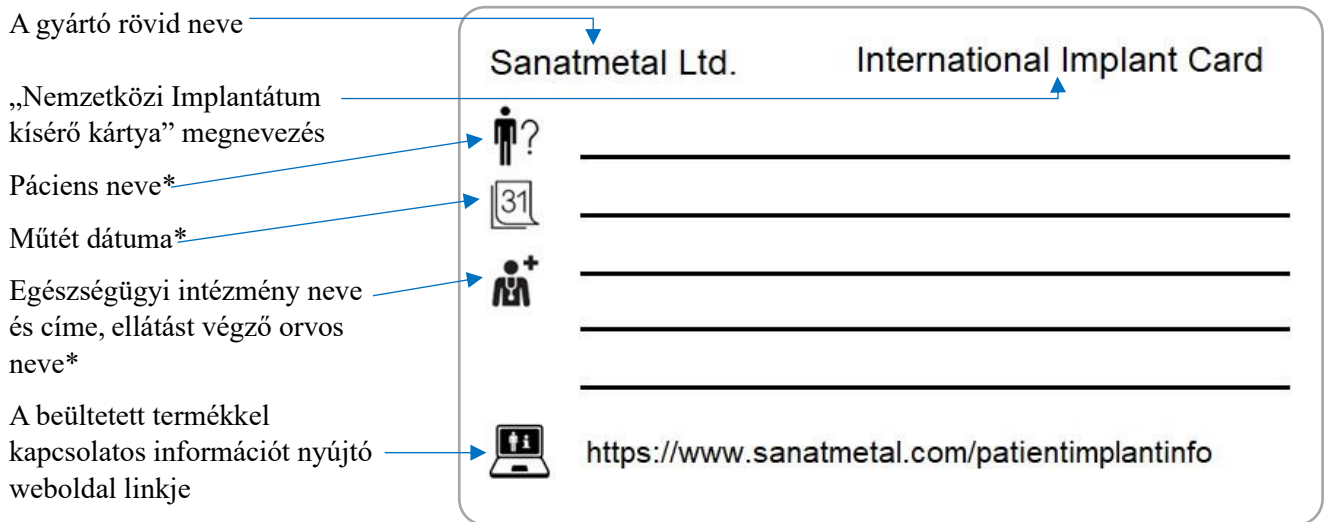 A gyártó rövid neve
„Nemzetközi Implantátum
kísérő kártya” megnevezés
Páciens neve*
Műtét dátuma*
Egészségügyi intézmény neve
és címe, ellátást végző orvos
neve*
A beültetett termékkel
kapcsolatos információt nyújtó
weboldal linkje
Sanatmetal Ltd.
International Implant Card
?
31
https://www.sanatmetal.com/patientimplantinfo